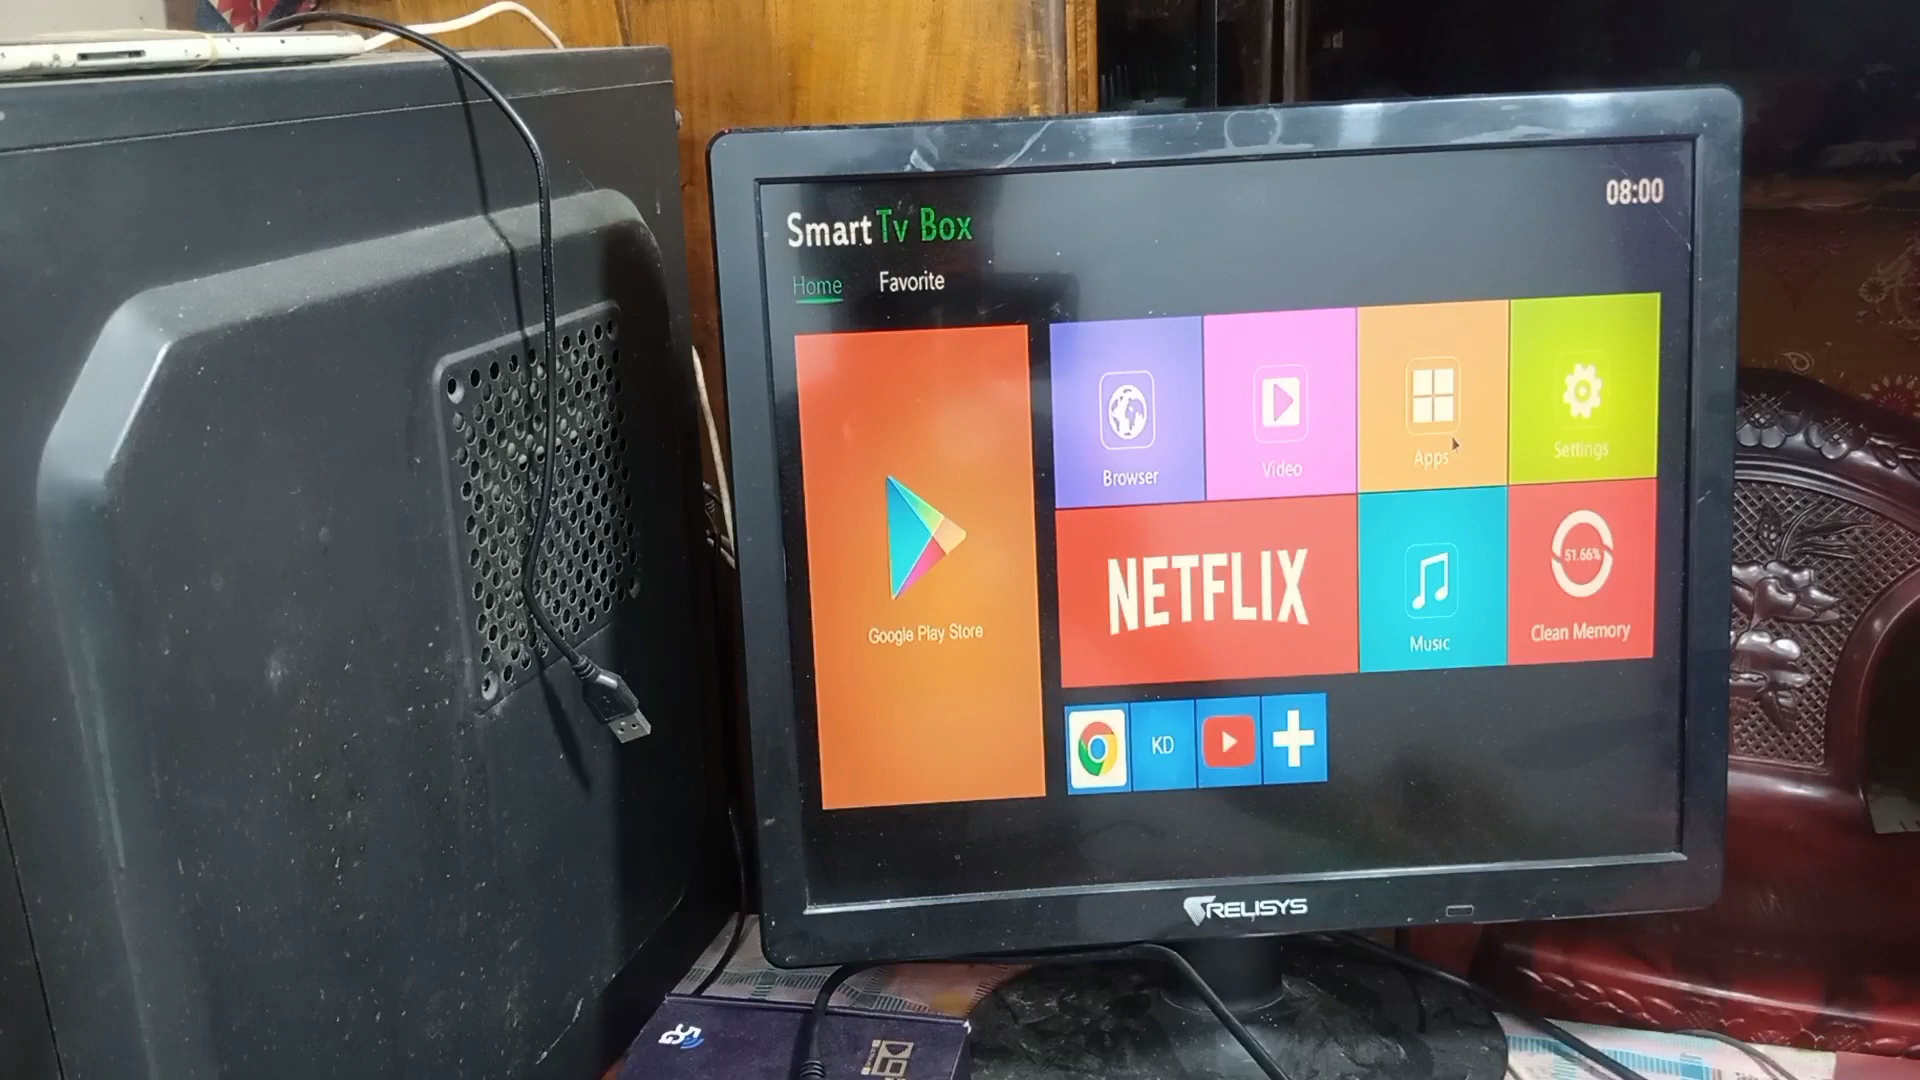 08:00
Smart Tv Box
Home Favorite
Browser
Video
Apps
Settings
Google Play Store
NETFLIX
Music
51.66%
Clean Memory
KD
RELISYS
5G